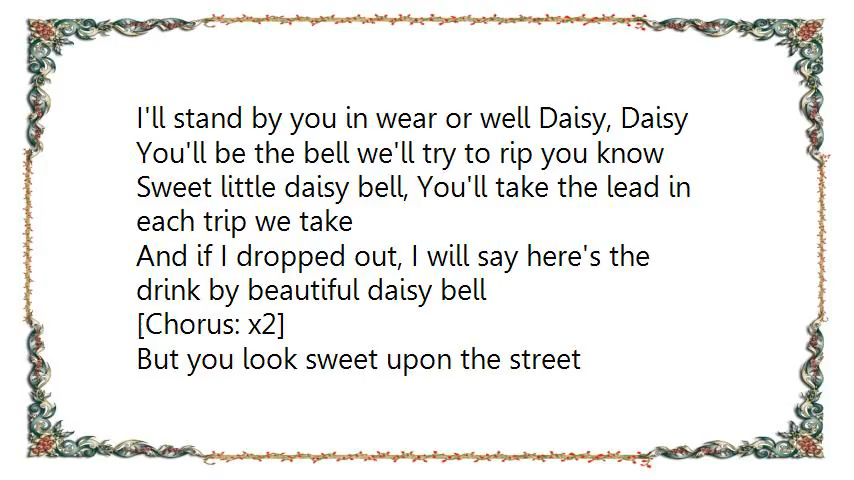 I'll stand by you in wear or well Daisy, Daisy
You'll be the bell we'll try to rip you know
Sweet little daisy bell, You'll take the lead in
each trip we take
And if I dropped out, I will say here's the
drink by beautiful daisy bell
[Chorus: x2]
But you look sweet upon the street